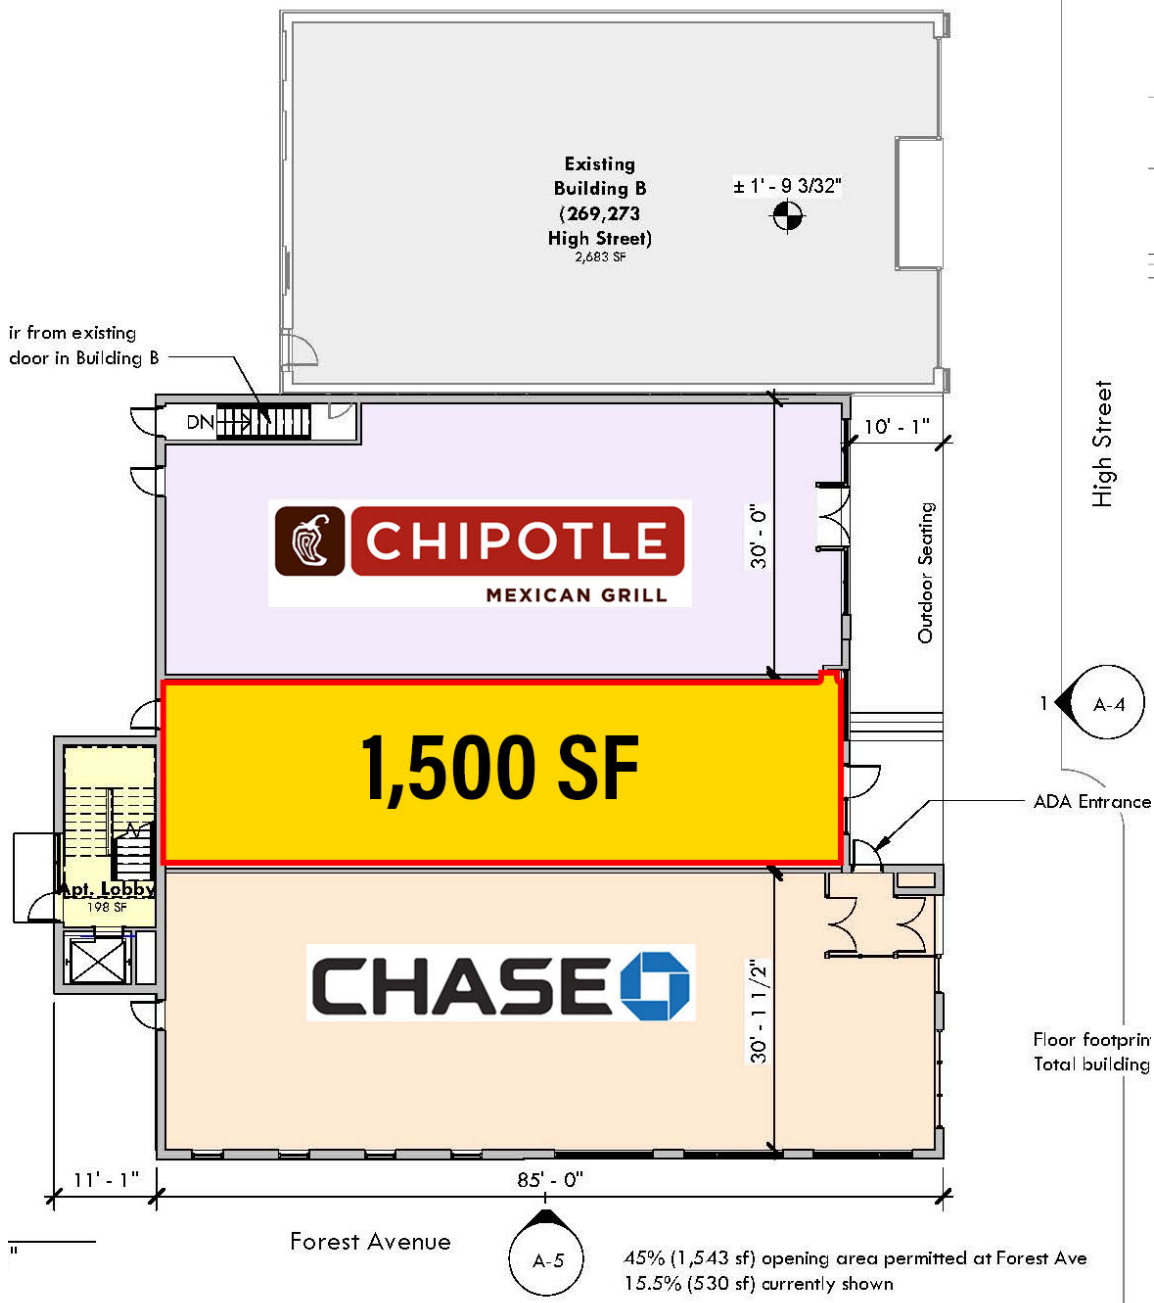 Existing
Building B
(269,273
High Street)
2,683 SF
± 1' - 9 3/32"
ir from existing
door in Building B
DN
10' - 1"
High Street
30' - 0"
Outdoor Seating
CHIPOTLE
MEXICAN GRILL
1
A-4
1,500 SF
ADA Entrance
Apt. Lobby
198 SF
CHASE
30' - 1 1/2"
Floor footprin
Total building
11' - 1"
85' - 0"
Forest Avenue
"
A-5
45% (1,543 sf) opening area permitted at Forest Ave
15.5% (530 sf) currently shown